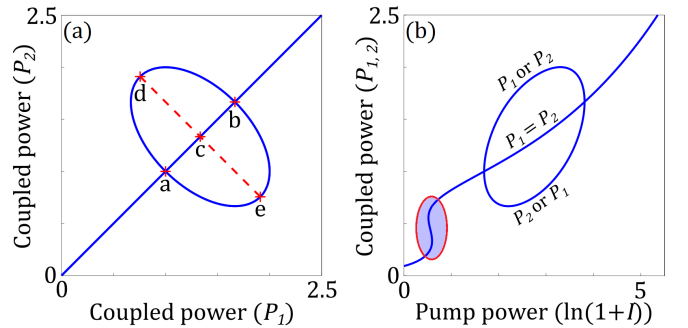 2.5
(a)
Coupled power (P2)
d
b
c
a
e
0
0
Coupled power (P1)
2.5
2.5
(b)
Coupled power (P1, 2)
P1 or P2
P1 = P2
P2 or P1
0
0
5
Pump power (ln(1+I))